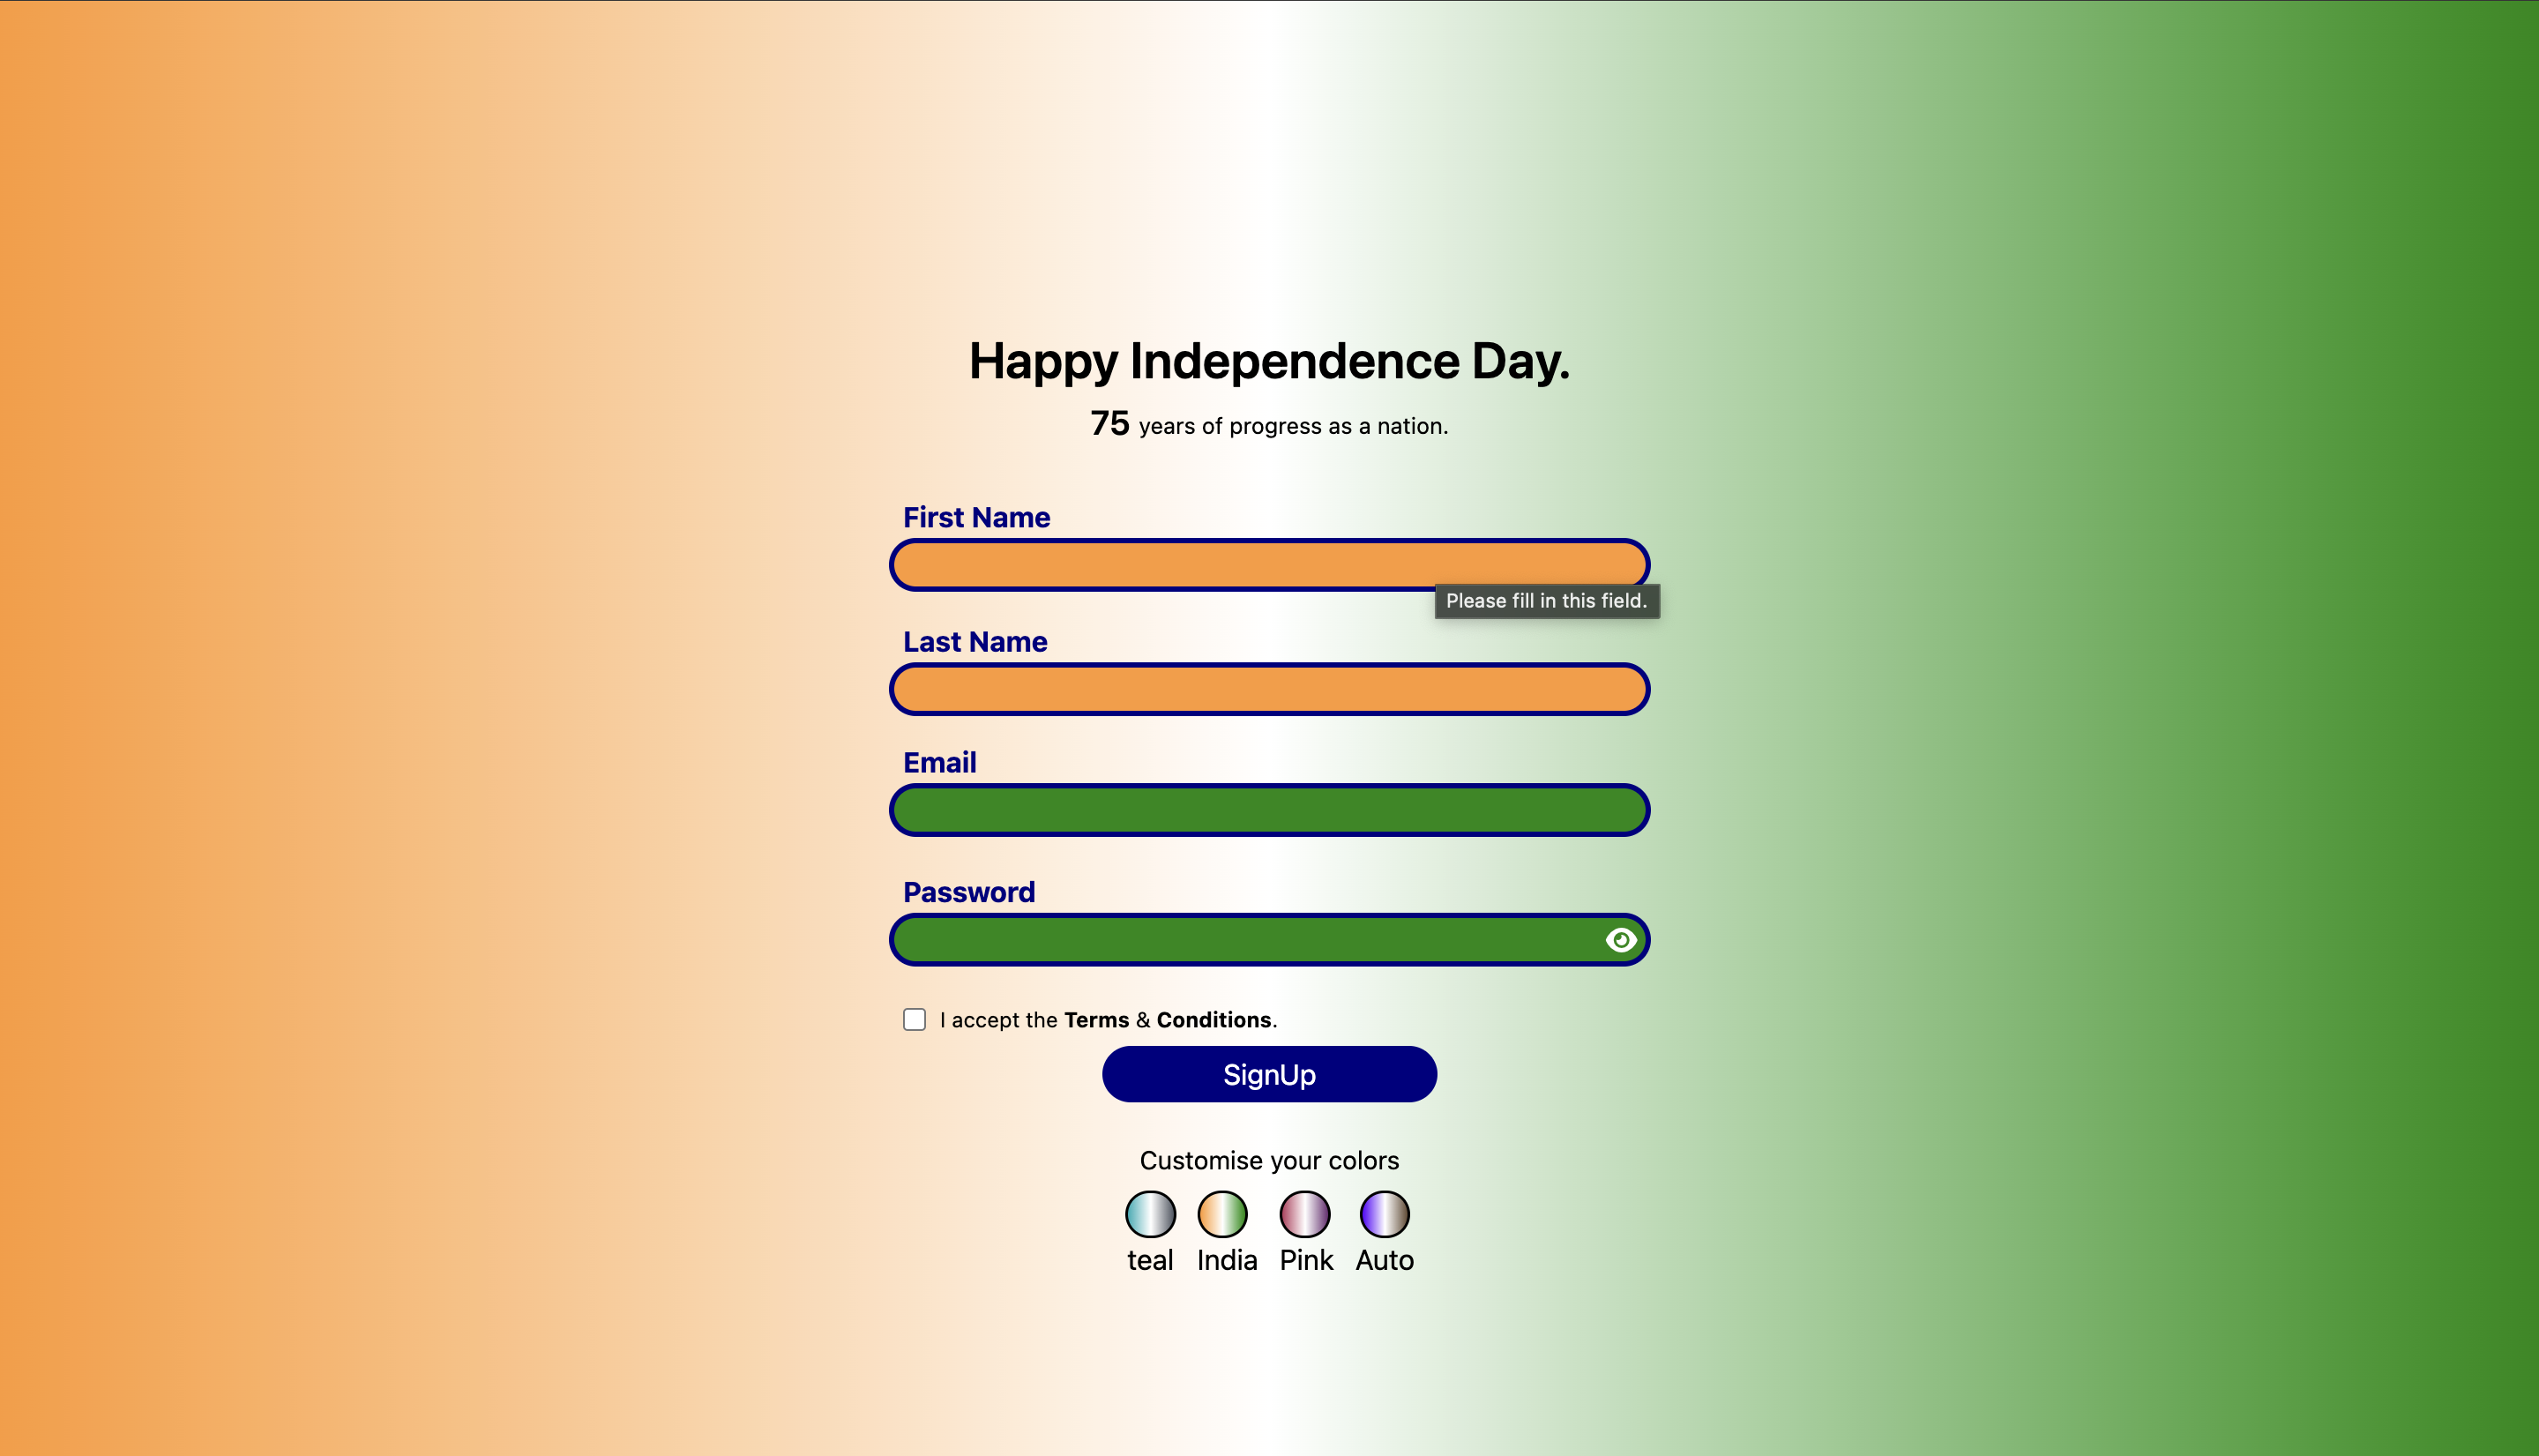 Happy Independence Day.
75 years of progress as a nation.
First Name
Please fill in this field.
Last Name
Email
Password
I accept the Terms & Conditions.
SignUp
Customise your colors
teal India Pink Auto